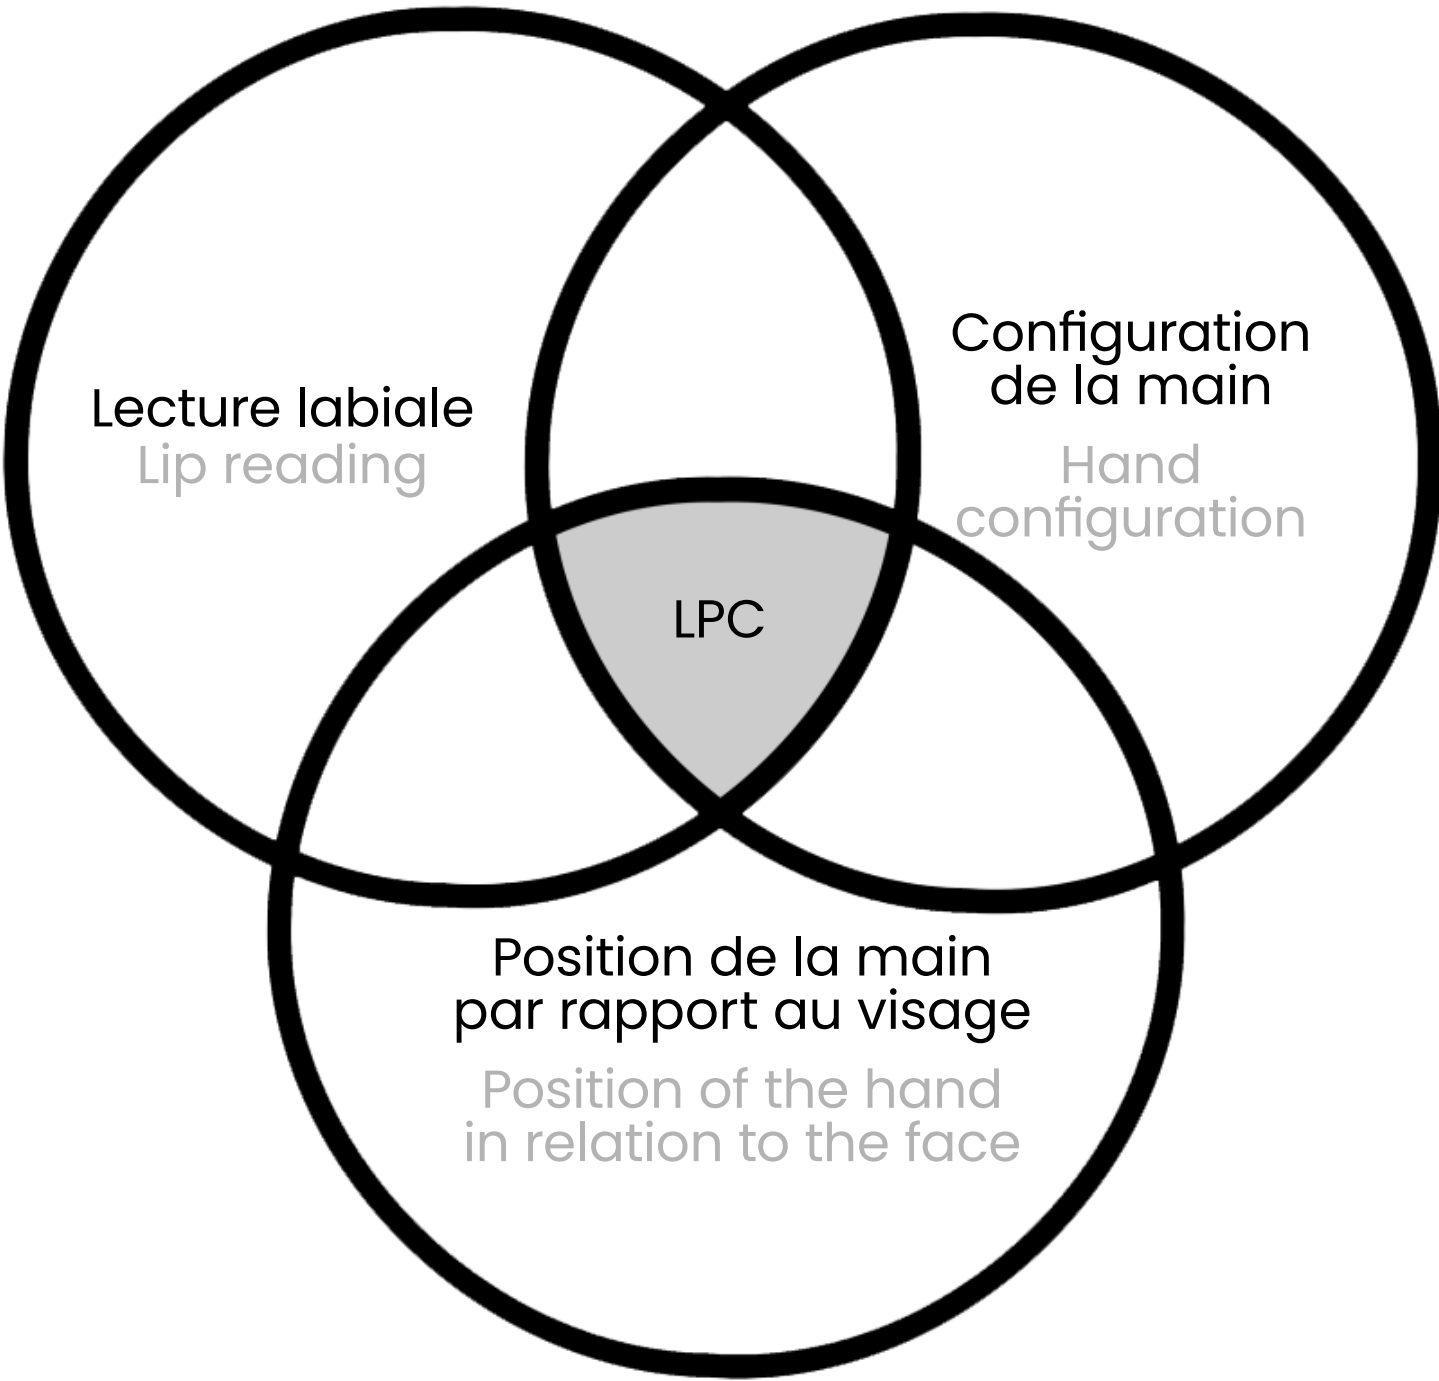 Lecture labiale
Lip reading
Configuration
de la main
Hand
configuration
LPC
Position de la main
par rapport au visage
Position of the hand
in relation to the face